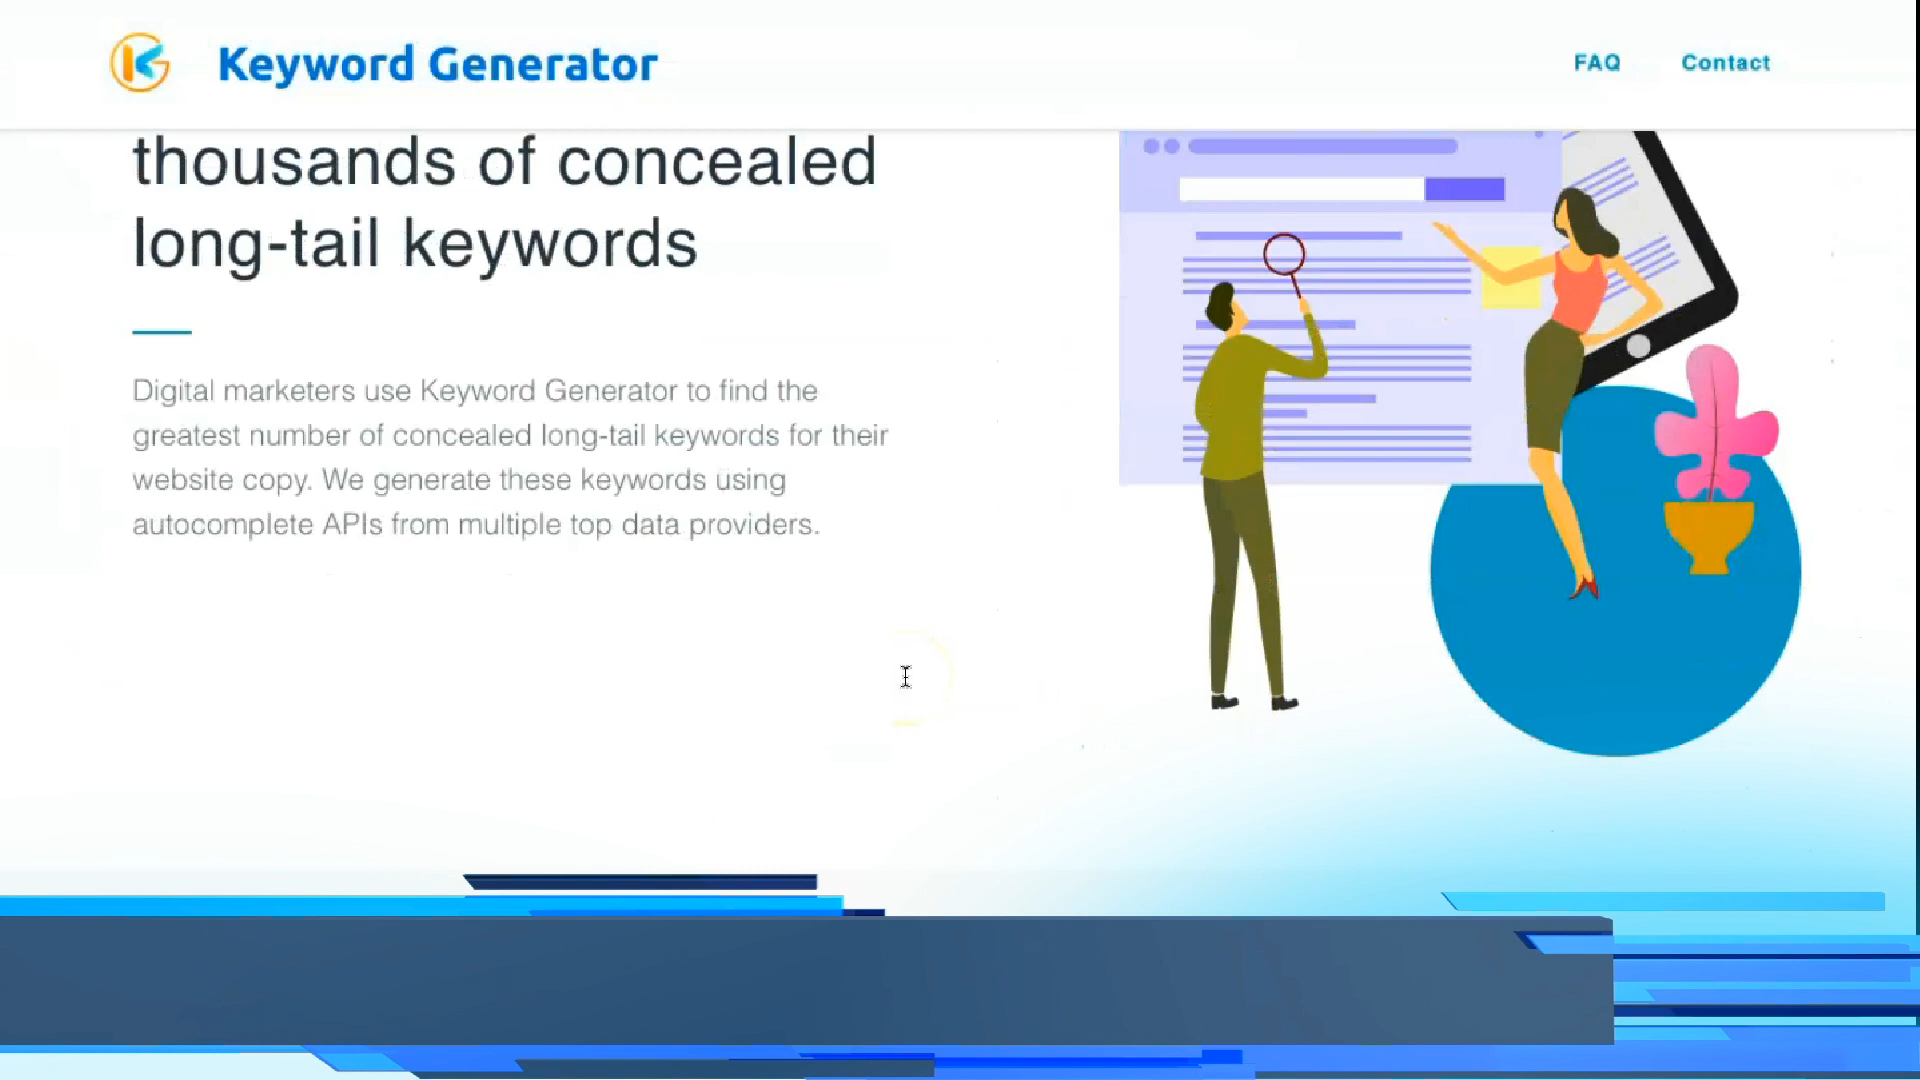 Keyword Generator
FAQ
Contact
thousands of concealed
long-tail keywords
Digital marketers use Keyword Generator to find the
greatest number of concealed long-tail keywords for their
website copy. We generate these keywords using
autocomplete APIs from multiple top data providers.